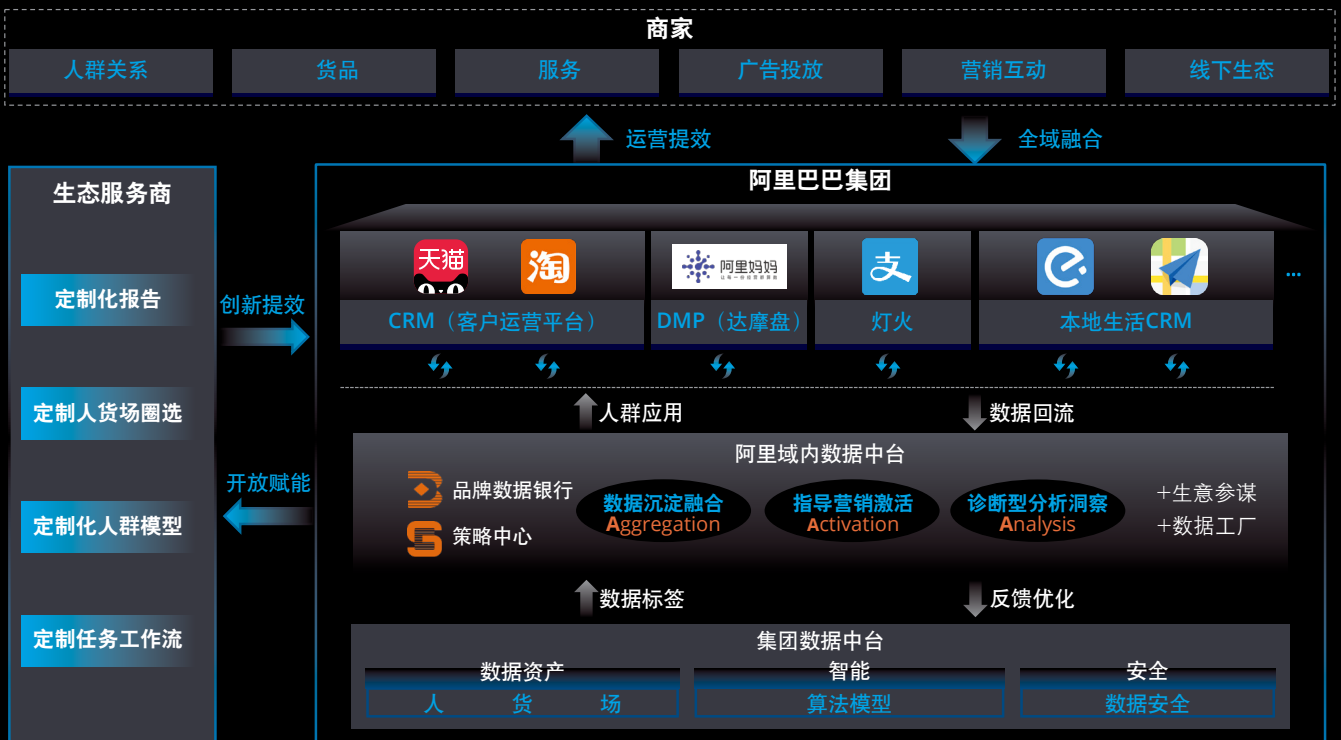 商家
人群关系 货品 服务 广告投放 营销互动 线下生态
运营提效 全域融合
生态服务商
定制化报告
定制人货场圈选
定制化人群模型
定制任务工作流
创新提效
开放赋能
阿里巴巴集团
天猫 淘 阿里妈妈 支
...
CRM（客户运营平台） DMP（达摩盘） 灯火 本地生活CRM
人群应用 数据回流
阿里域内数据中台
品牌数据银行
策略中心
数据沉淀融合
Aggregation
指导营销激活
Activation
诊断型分析洞察
Analysis
+生意参谋
+数据工厂
数据标签 反馈优化
集团数据中台
数据资产 智能 安全
人 货 场 算法模型 数据安全